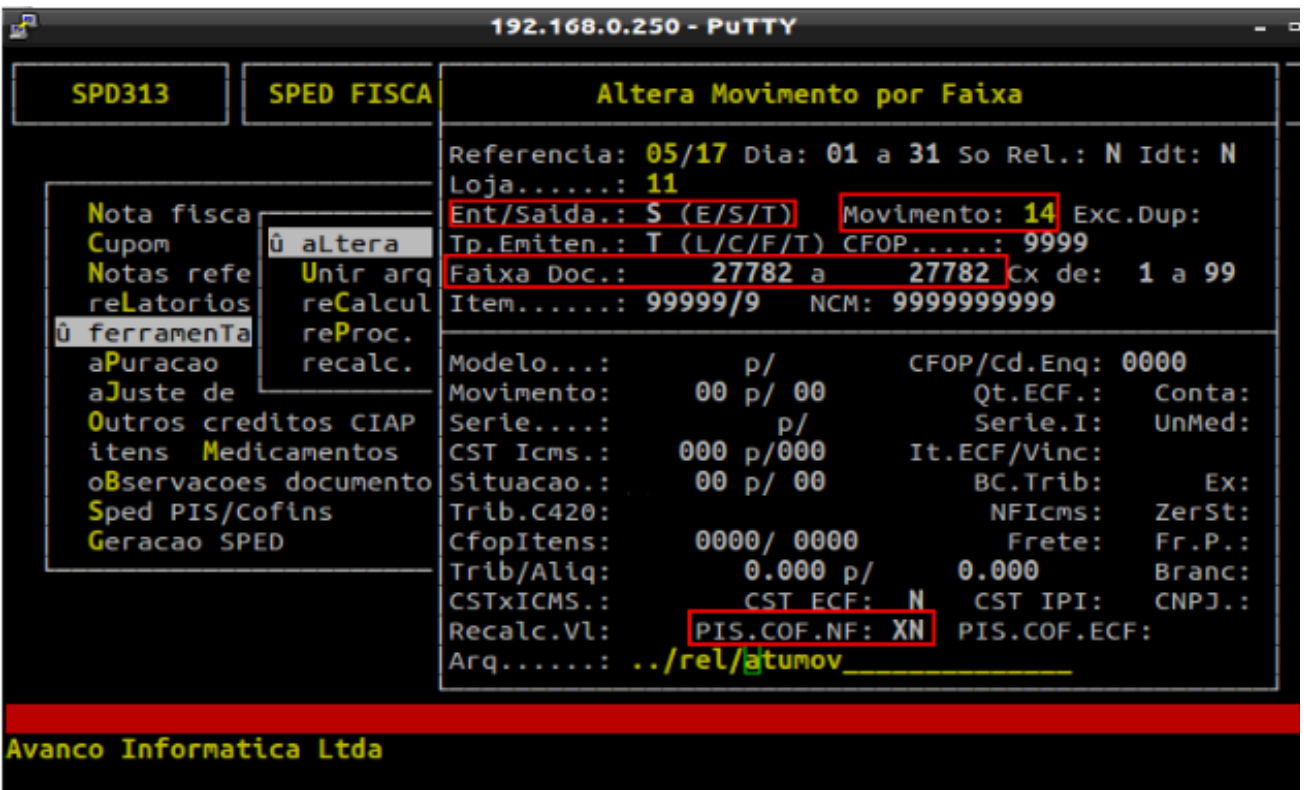 192.168.0.250 - PuTTY
SPD313
SPED FISCA
Altera Movimento por Faixa
Referencia: 05/17 Dia: 01 a 31 So Rel.: N Idt: N
Loja......: 11
Ent/Saida.: S (E/S/T) Movimento: 14 Exc.Dup:
Tp.Emiten.: T (L/C/F/T) CFOP.....: 9999
Faixa Doc.: 27782 a 27782 Cx de: 1 a 99
Item......: 99999/9 NCM: 9999999999
Modelo...: p/ CFOP/Cd.Enq: 0000
Movimento: 00 p/ 00 Qt.ECF.: Conta:
Serie....: p/ Serie.I: UnMed:
CST Icms.: 000 p/000 It.ECF/Vinc:
Situacao.: 00 p/ 00 BC.Trib: Ex:
Trib.C420: NFIcms: ZerSt:
CfopItens: 0000/ 0000 Frete: Fr.P.:
Trib/Aliq: 0.000 p/ 0.000 Branc:
CSTxICMS.: CST ECF: N CST IPI: CNPJ.:
Recalc.Vl: PIS.COF.NF: XN PIS.COF.ECF:
Arq......: ../rel/atumov______________
Nota fisca
Cupom
Notas refe
reLatorios
û ferramenTa
aPuracao
aJuste de
Outros creditos CIAP
itens Medicamentos
oBservacoes documento
Sped PIS/Cofins
Geracao SPED
û aLtera
Unir arq
reCalcul
reProc.
recalc.
Avanco Informatica Ltda